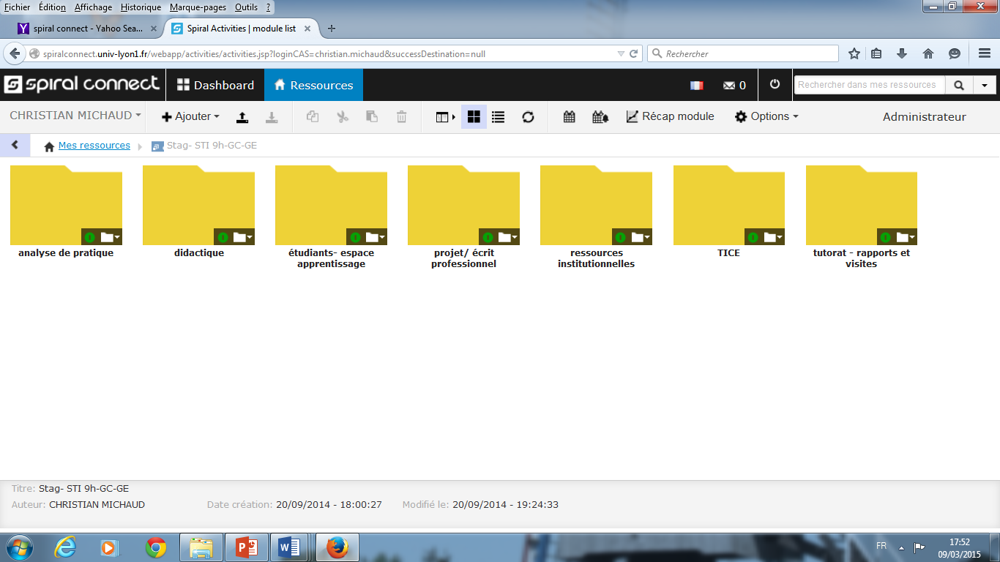 Fichier Édition Affichage Historique Marque-pages Outils ?
spiral connect - Yahoo Sea... × Spiral Activities | module list × +
spiralconnect.univ-lyon1.fr/webapp/activities/activities.jsp?loginCAS=christian.michaud&successDestination=null Rechercher
spiral connect Dashboard Ressources 0 Rechercher dans mes ressources
CHRISTIAN MICHAUD Ajouter Récap module Options Administrateur
Mes ressources Stag- STI 9h-GC-GE
analyse de pratique didactique étudiants- espace projet/ écrit ressources TICE tutorat - rapports et
apprentissage professionnel institutionnelles visites
Titre: Stag- STI 9h-GC-GE
Auteur: CHRISTIAN MICHAUD Date création: 20/09/2014 - 18:00:27 Modifié le: 20/09/2014 - 19:24:33
FR 17:52
09/03/2015